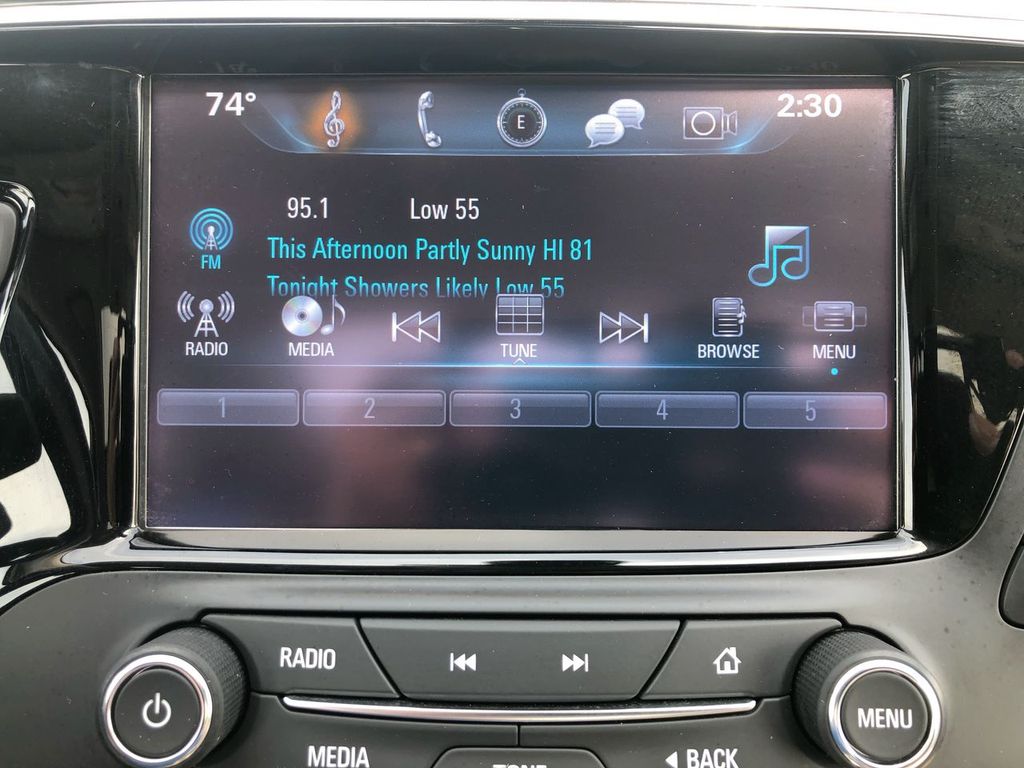 74° E 2:30
95.1 Low 55
FM This Afternoon Partly Sunny HI 81
Tonight Showers Likely Low 55
RADIO MEDIA TUNE BROWSE MENU
1 2 3 4 5
RADIO
MENU
MEDIA TUNE BACK